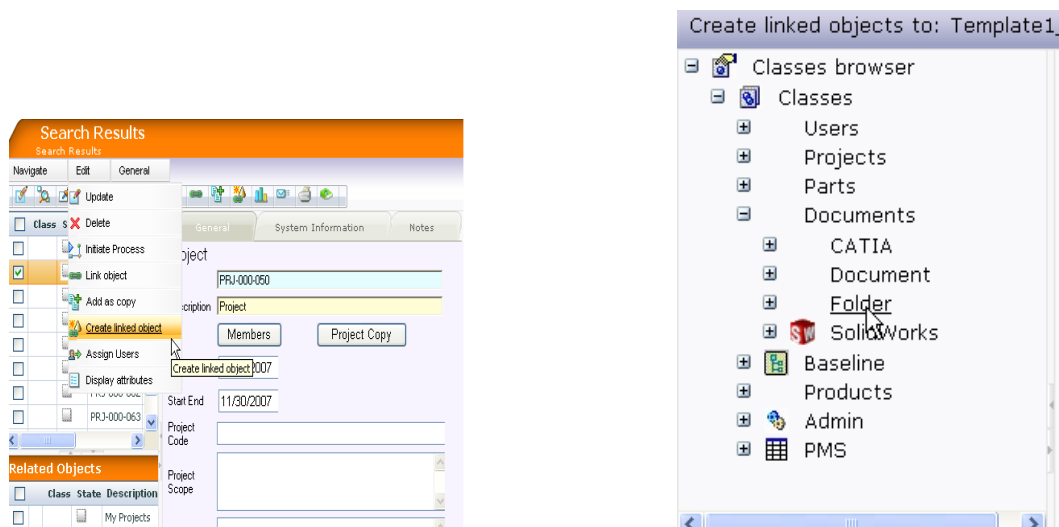 Search Results
Search Results
Navigate Edit General
Update
Delete
Initiate Process
Link object
Add as copy
Create linked object
Assign Users
Display attributes
Create linked object
Class S
General System Information Notes
PRJ-000-050
Project
Members Project Copy
2007
Start End 11/30/2007
Project
Code
Project
Scope
PRJ-000-063
Related Objects
Class State Description
My Projects
Create linked objects to: Template1_
Classes browser
Classes
Users
Projects
Parts
Documents
CATIA
Document
Folder
SolidWorks
Baseline
Products
Admin
PMS